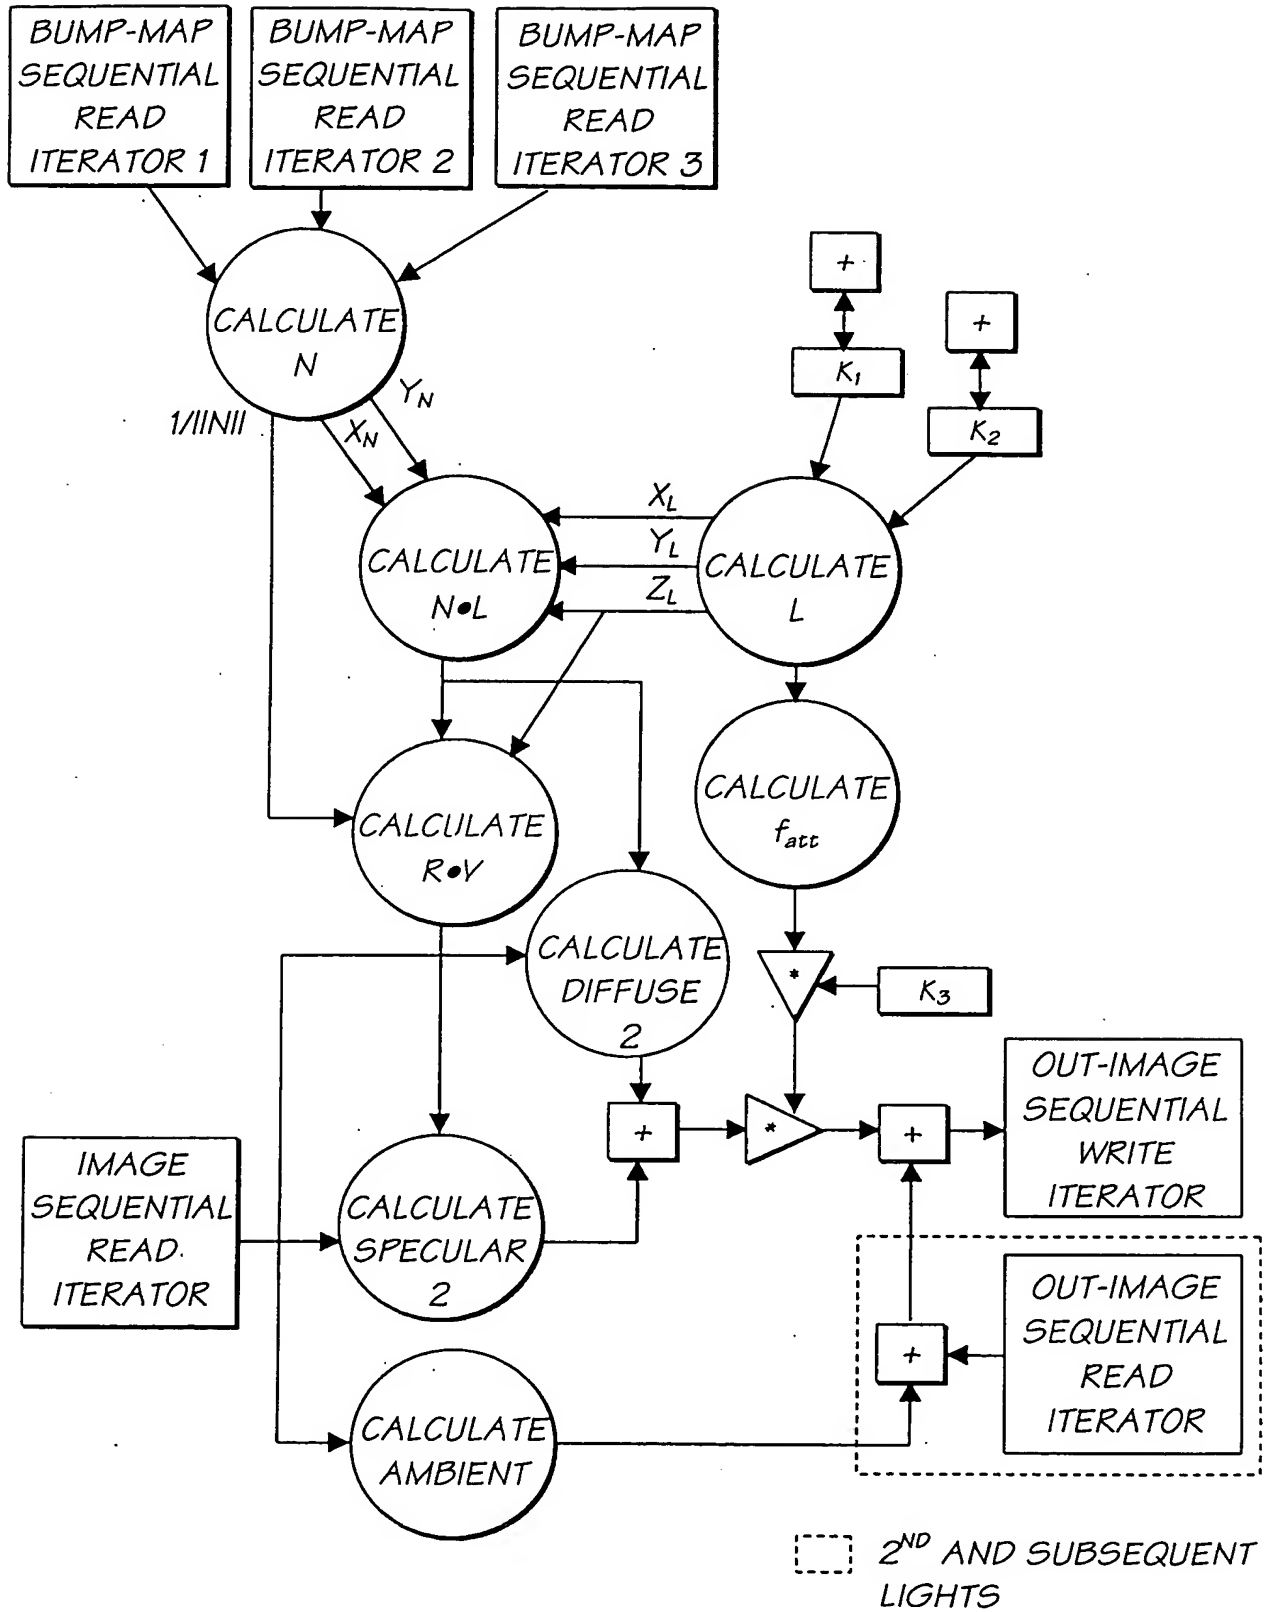 BUMP-MAP
SEQUENTIAL
READ
ITERATOR 1
BUMP-MAP
SEQUENTIAL
READ
ITERATOR 2
BUMP-MAP
SEQUENTIAL
READ
ITERATOR 3
+
+
CALCULATE
N
K1
K2
1/||N||
XN
YN
CALCULATE
N•L
XL
YL
ZL
CALCULATE
L
CALCULATE
R•V
CALCULATE
fatt
CALCULATE
DIFFUSE
2
*
K3
+
*
+
OUT-IMAGE
SEQUENTIAL
WRITE
ITERATOR
IMAGE
SEQUENTIAL
READ
ITERATOR
CALCULATE
SPECULAR
2
+
OUT-IMAGE
SEQUENTIAL
READ
ITERATOR
CALCULATE
AMBIENT
2ND AND SUBSEQUENT
LIGHTS